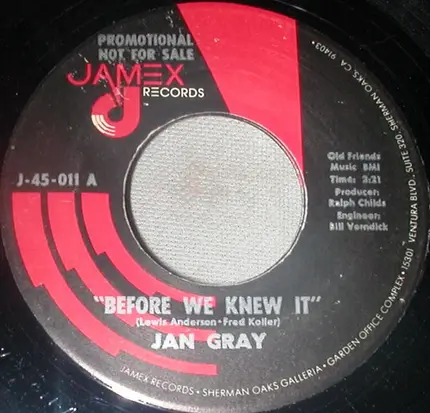 PROMOTIONAL
NOT FOR SALE
JAMEX
RECORDS
J-45-011 A
Old Friends
Music BMI
Time: 2:21
Producer:
Ralph Childs
Engineer:
Bill Vorndick
"BEFORE WE KNEW IT"
(Lewis Anderson • Fred Koller)
JAN GRAY
JAMEX RECORDS • SHERMAN OAKS GALLERIA • GARDEN OFFICE COMPLEX • 15301 VENTURA BLVD., SUITE 320 SHERMAN OAKS CA 91403 •